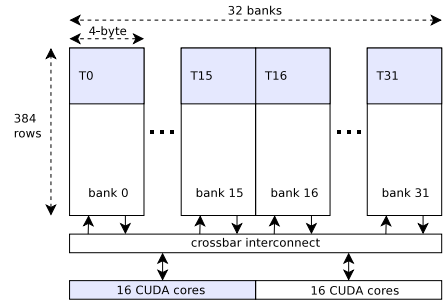 32 banks
4-byte
T0
T15
T16
T31
384
rows
bank 0
bank 15
bank 16
bank 31
crossbar interconnect
16 CUDA cores
16 CUDA cores